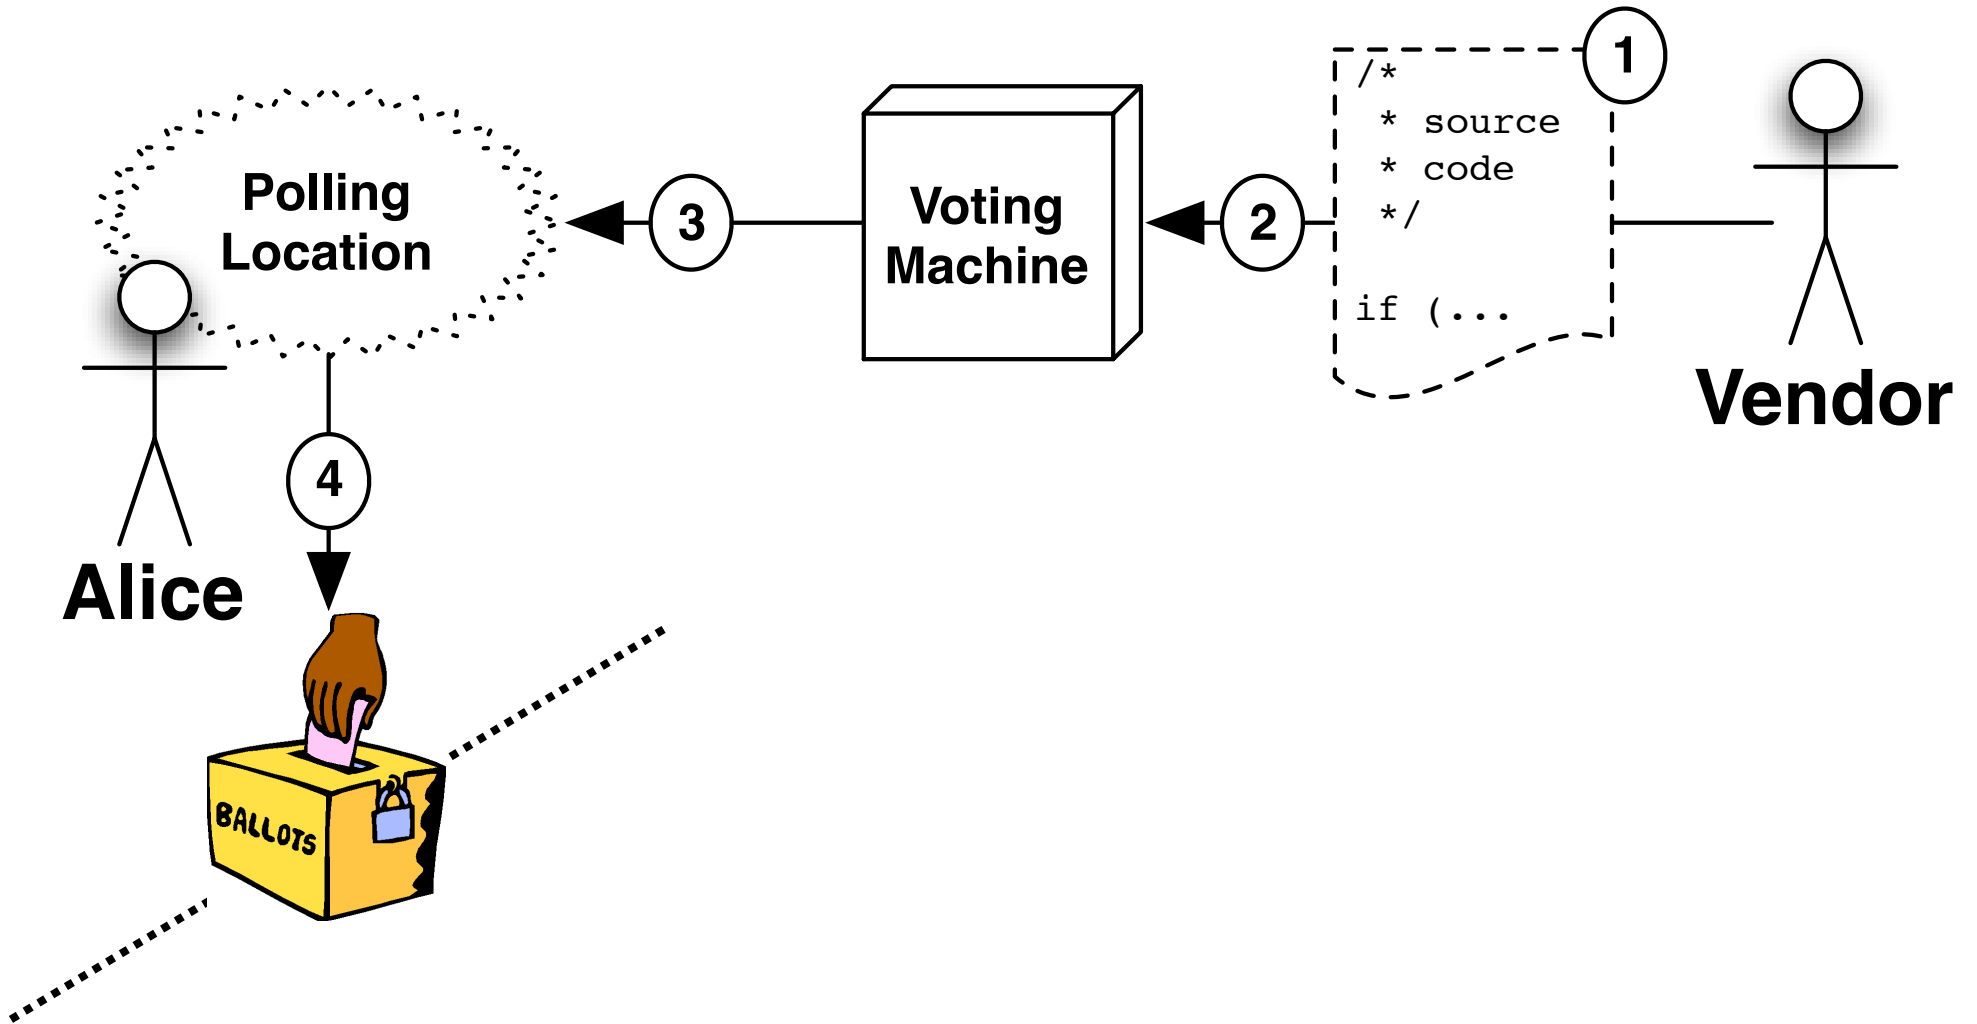 1
/*
* source
* code
*/
if (...
Polling
Location
3
Voting
Machine
2
Vendor
4
Alice
BALLOTS